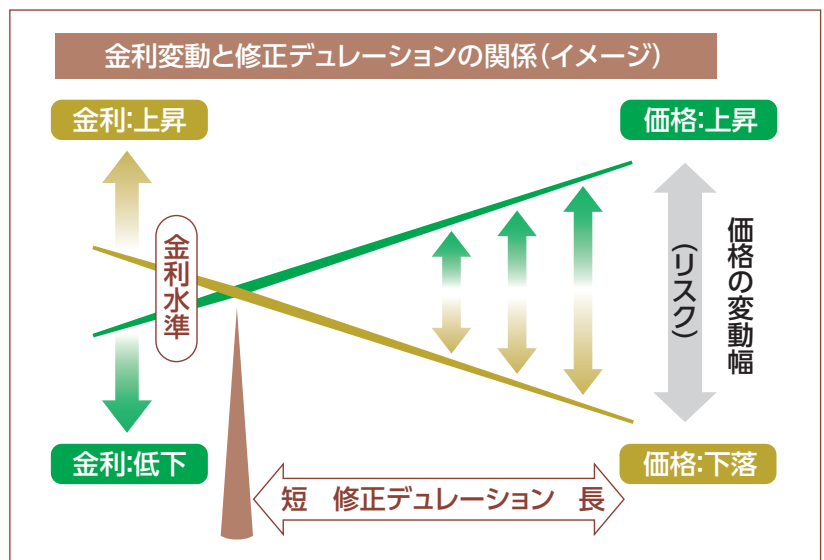 金利変動と修正デュレーションの関係(イメージ)
金利:上昇
価格:上昇
金利水準
価格の変動幅
(リスク)
金利:低下
価格:下落
短 修正デュレーション 長